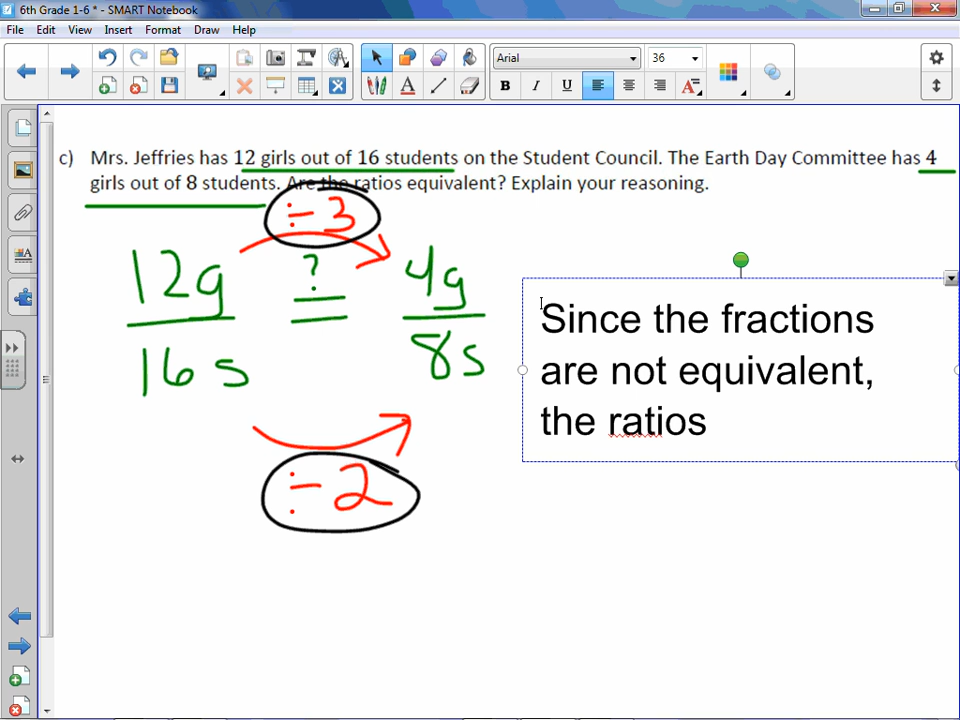 6th Grade 1-6 * - SMART Notebook
File Edit View Insert Format Draw Help
Arial 36
B I U A
c) Mrs. Jeffries has 12 girls out of 16 students on the Student Council. The Earth Day Committee has 4
girls out of 8 students. Are the ratios equivalent? Explain your reasoning.
÷ 3
12g ? 4g
=
16 s 8s
÷ 2
Since the fractions
are not equivalent,
the ratios